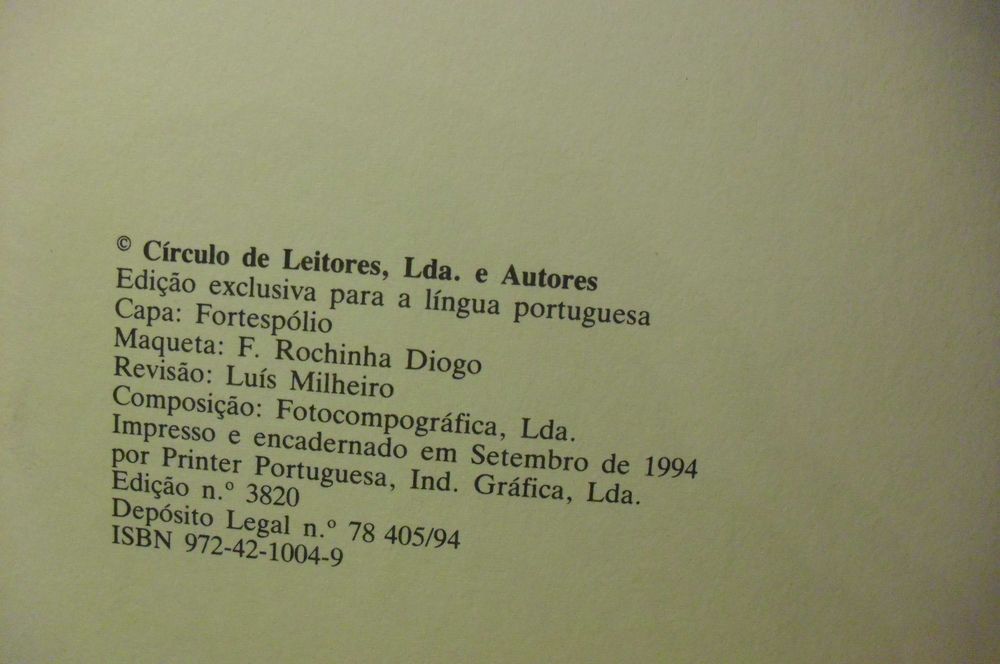 © Círculo de Leitores, Lda. e Autores
Edição exclusiva para a língua portuguesa
Capa: Fortespólio
Maqueta: F. Rochinha Diogo
Revisão: Luís Milheiro
Composição: Fotocompográfica, Lda.
Impresso e encadernado em Setembro de 1994
por Printer Portuguesa, Ind. Gráfica, Lda.
Edição n.º 3820
Depósito Legal n.º 78 405/94
ISBN 972-42-1004-9